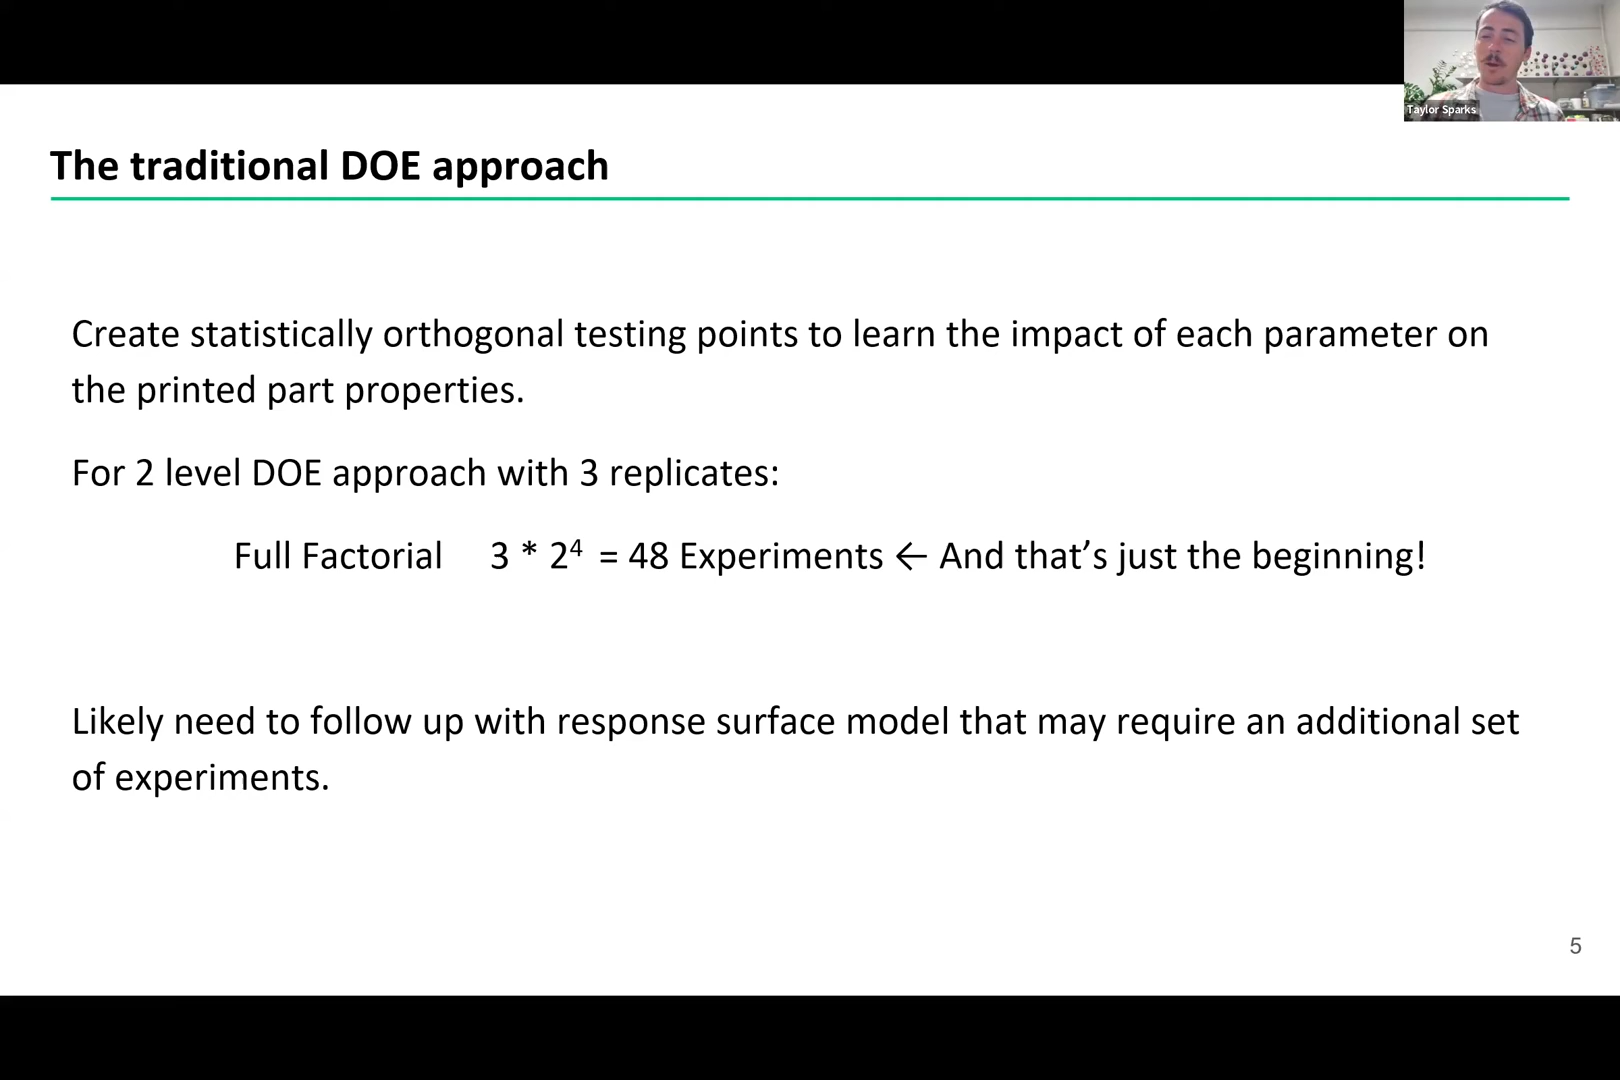 Taylor Sparks
The traditional DOE approach
Create statistically orthogonal testing points to learn the impact of each parameter on
the printed part properties.
For 2 level DOE approach with 3 replicates:
Full Factorial 3 * 2⁴ = 48 Experiments ← And that’s just the beginning!
Likely need to follow up with response surface model that may require an additional set
of experiments.
5